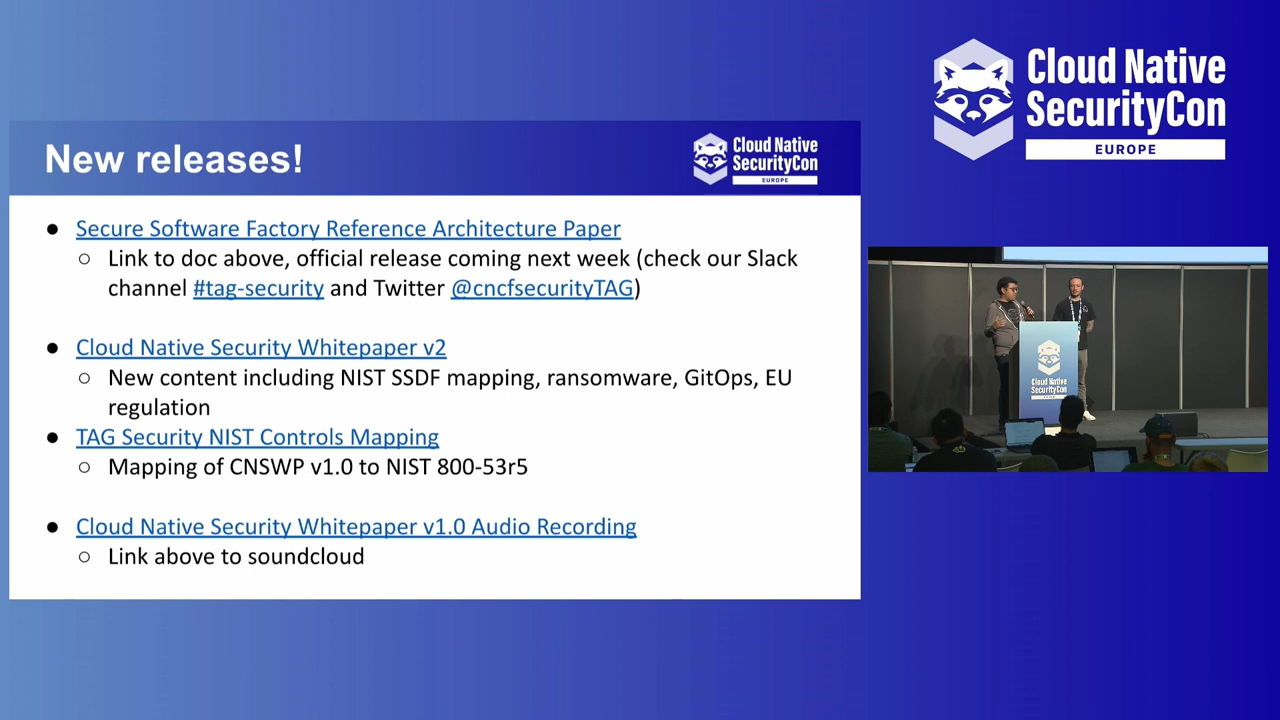 New releases!
Cloud Native
SecurityCon
EUROPE
● Secure Software Factory Reference Architecture Paper
○ Link to doc above, official release coming next week (check our Slack
channel #tag-security and Twitter @cncfsecurityTAG)
● Cloud Native Security Whitepaper v2
○ New content including NIST SSDF mapping, ransomware, GitOps, EU
regulation
● TAG Security NIST Controls Mapping
○ Mapping of CNSWP v1.0 to NIST 800-53r5
● Cloud Native Security Whitepaper v1.0 Audio Recording
○ Link above to soundcloud
Cloud Native
SecurityCon
EUROPE
Cloud Native
SecurityCon